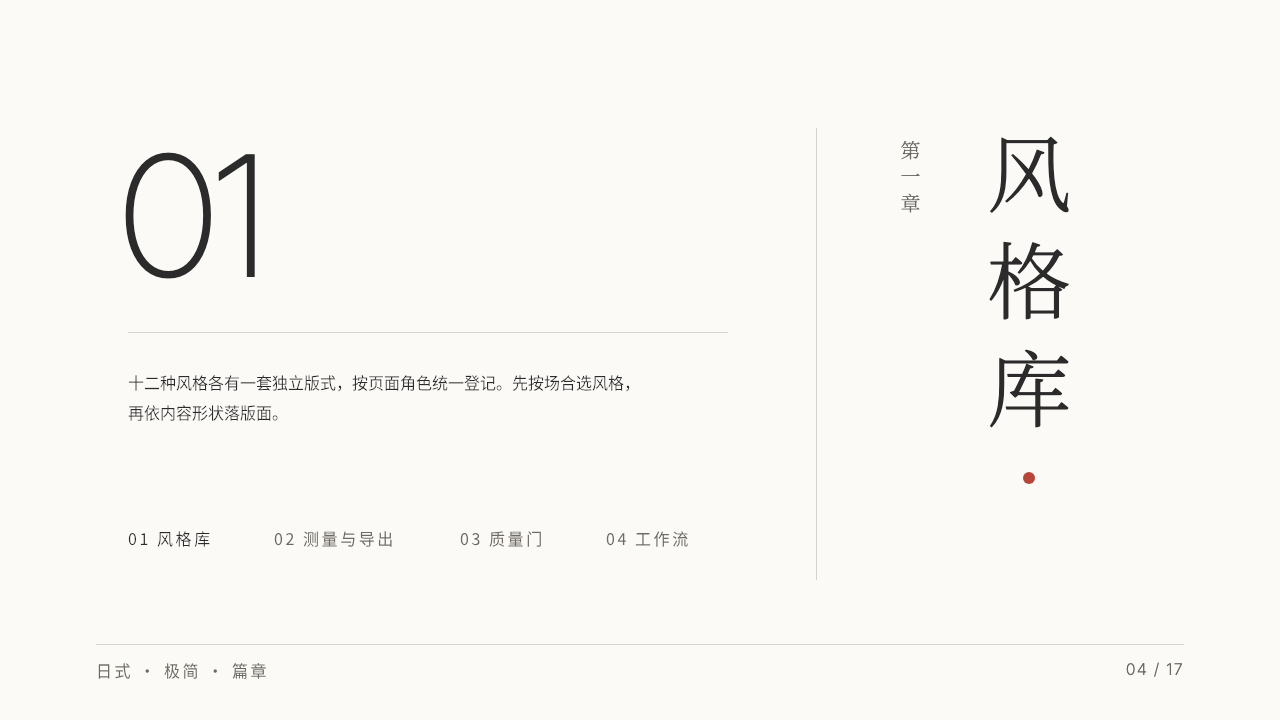 01
十二种风格各有一套独立版式，按页面角色统一登记。先按场合选风格，
再依内容形状落版面。
01 风格库
02 测量与导出
03 质量门
04 工作流
风格库
第一章
日式 · 极简 · 篇章
04 / 17